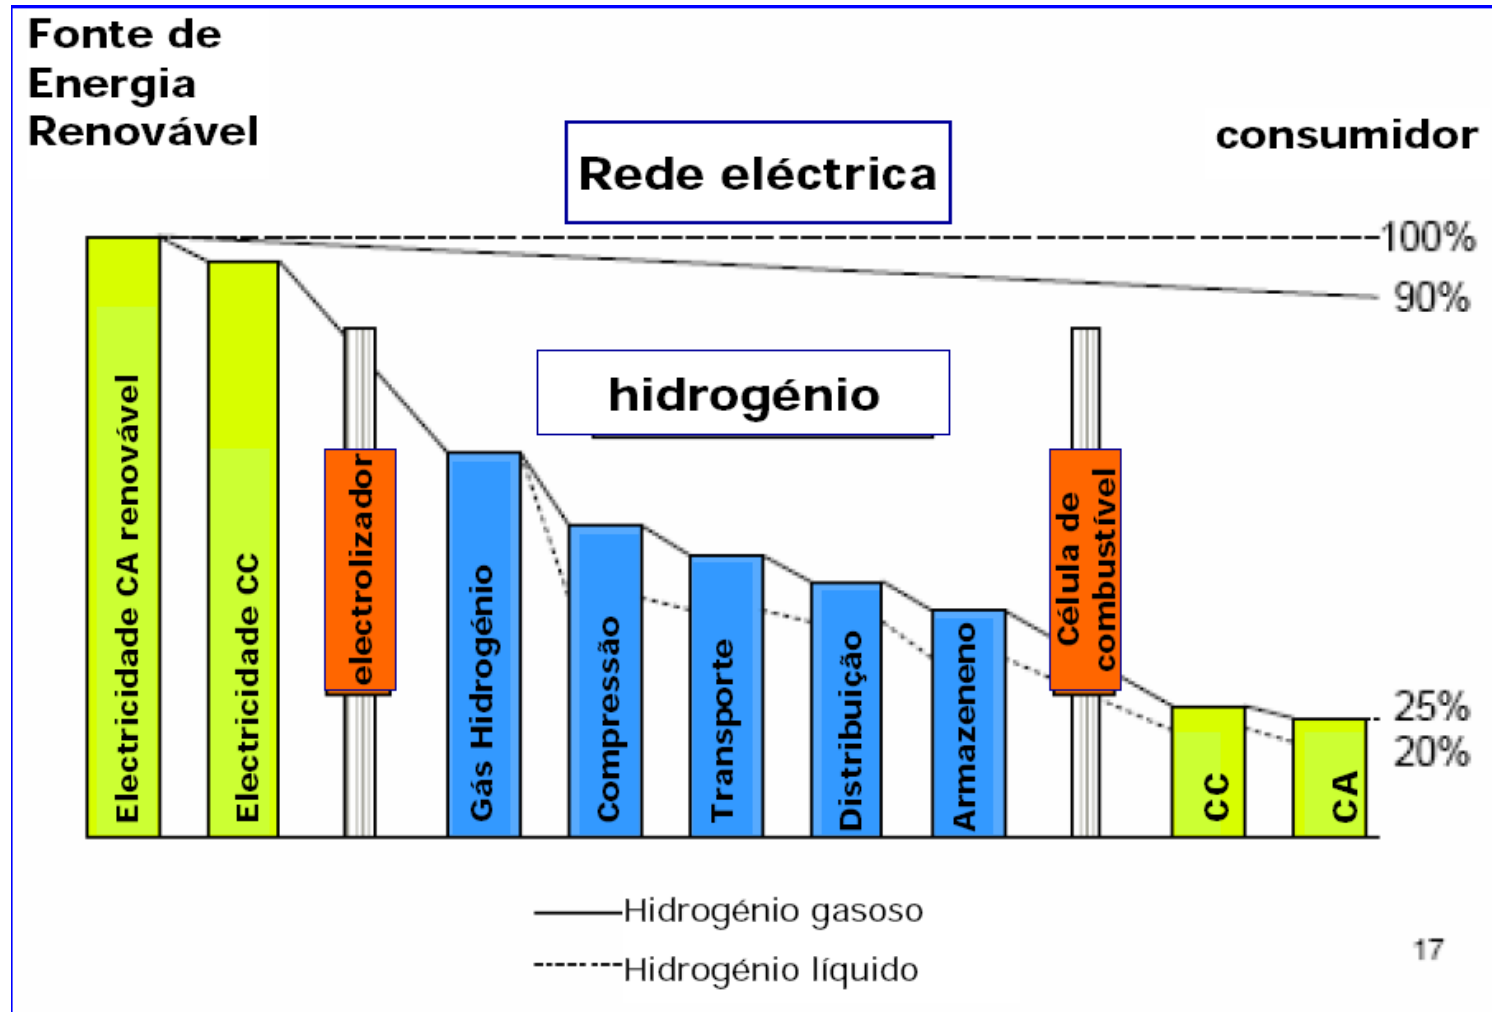 Fonte de
Energia
Renovável
Rede eléctrica
consumidor
100%
90%
hidrogénio
Electricidade CA renovável
Electricidade CC
electrolizador
Gás Hidrogénio
Compressão
Transporte
Distribuição
Armazeneno
Célula de
combustível
CC
CA
25%
20%
Hidrogénio gasoso
Hidrogénio líquido
17